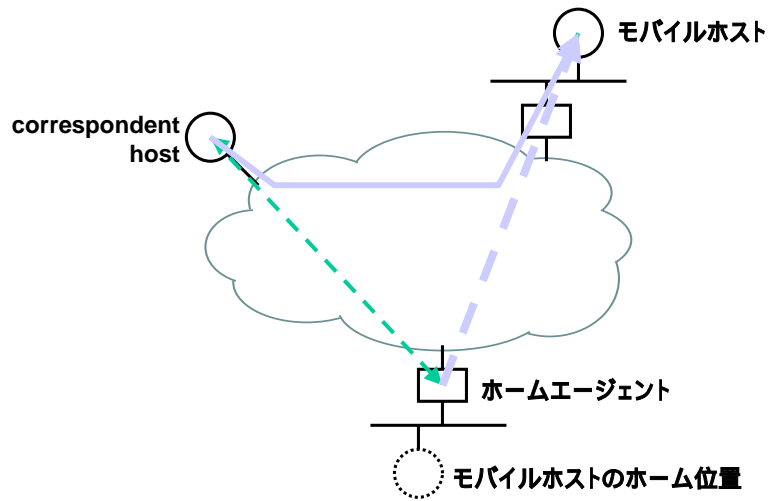 モバイルホスト
correspondent
host
ホームエージェント
モバイルホストのホーム位置